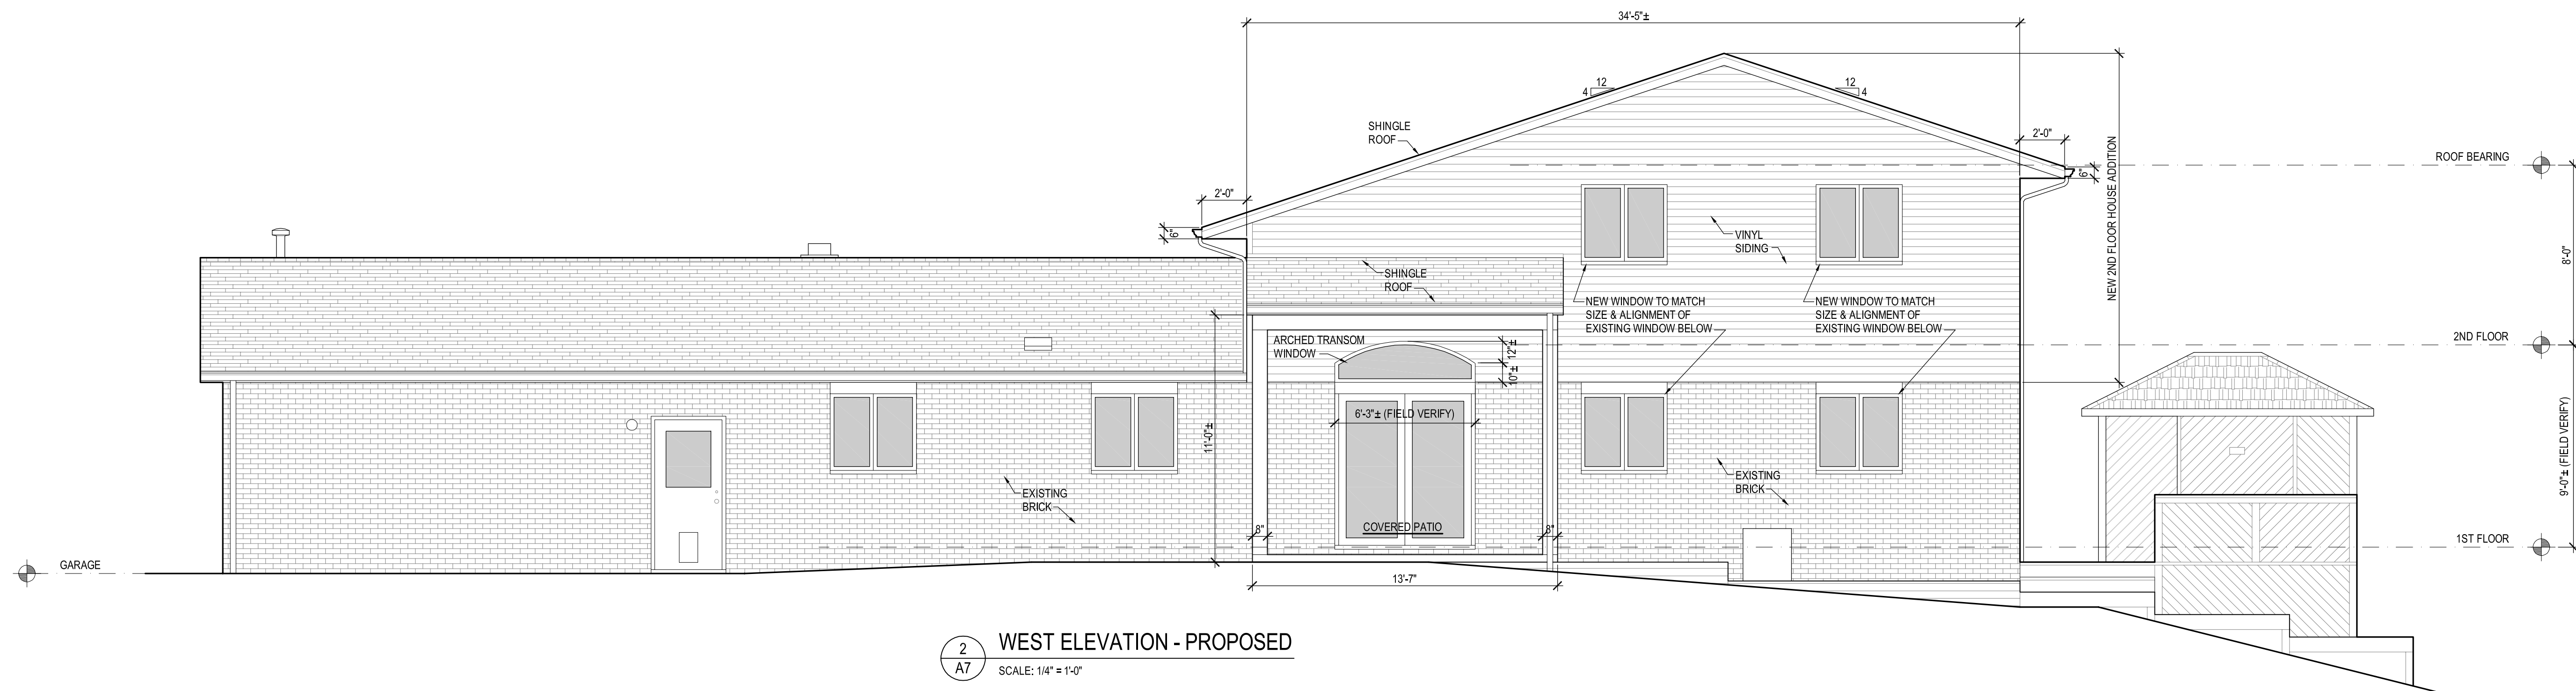 34'-5"±
12
4
12
4
SHINGLE
ROOF
2'-0"
ROOF BEARING
6"
NEW 2ND FLOOR HOUSE ADDITION
2'-0"
6"
VINYL
SIDING
8'-0"
SHINGLE
ROOF
NEW WINDOW TO MATCH
SIZE & ALIGNMENT OF
EXISTING WINDOW BELOW
NEW WINDOW TO MATCH
SIZE & ALIGNMENT OF
EXISTING WINDOW BELOW
ARCHED TRANSOM
WINDOW
12"±
10"±
2ND FLOOR
6'-3"± (FIELD VERIFY)
11'-0"±
9'-0"± (FIELD VERIFY)
EXISTING
BRICK
EXISTING
BRICK
8"
COVERED PATIO
8"
1ST FLOOR
GARAGE
13'-7"
2
A7
WEST ELEVATION - PROPOSED
SCALE: 1/4" = 1'-0"